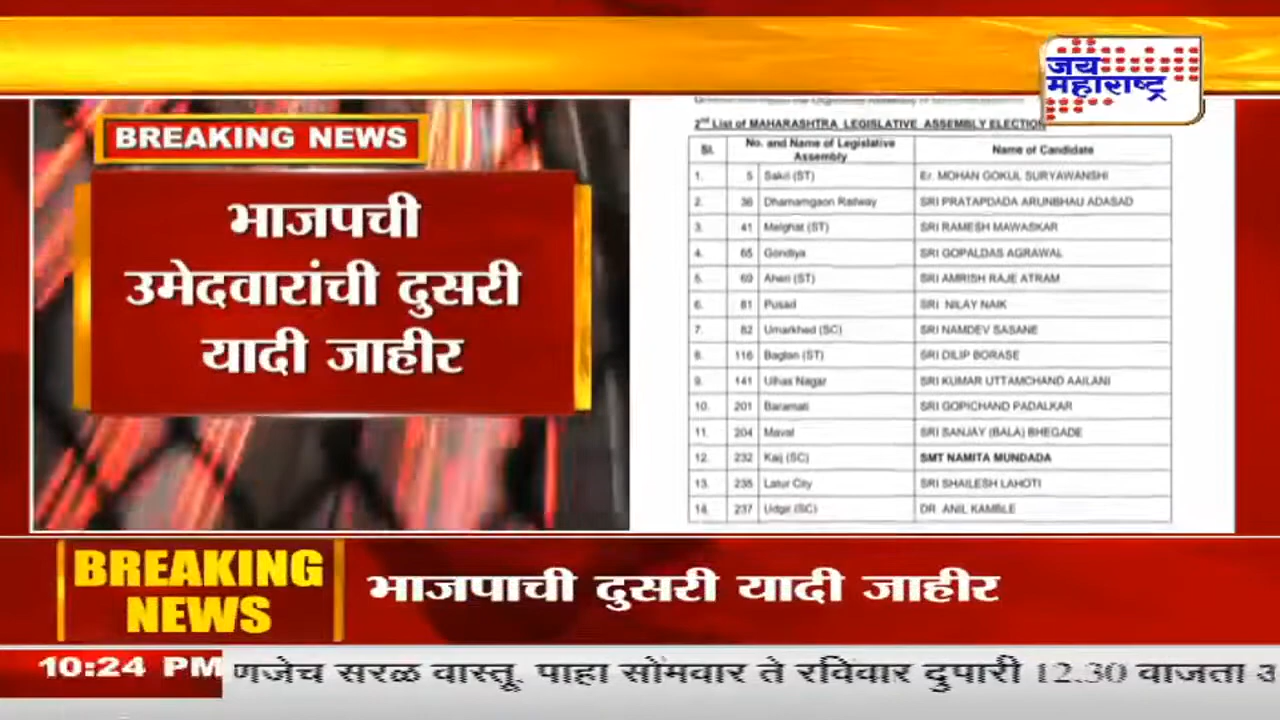 जय
महाराष्ट्र
BREAKING NEWS
भाजपची
उमेदवारांची दुसरी
यादी जाहीर
2nd List of MAHARASHTRA LEGISLATIVE ASSEMBLY ELECTION
Sl. No. and Name of Legislative Assembly Name of Candidate
1. 5 Sakri (ST) Er. MOHAN GOKUL SURYAWANSHI
2. 36 Dhamamgaon Railway SRI PRATAPDADA ARUNBHAU ADASAD
3. 41 Melghat (ST) SRI RAMESH MAWASKAR
4. 65 Gondiya SRI GOPALDAS AGRAWAL
5. 69 Aheri (ST) SRI AMRISH RAJE ATRAM
6. 81 Pusad SRI NILAY NAIK
7. 82 Umarkhed (SC) SRI NAMDEV SASANE
8. 116 Baglan (ST) SRI DILIP BORASE
9. 141 Ulhas Nagar SRI KUMAR UTTAMCHAND AAILANI
10. 201 Baramati SRI GOPICHAND PADALKAR
11. 204 Maval SRI SANJAY (BALA) BHEGADE
12. 232 Kaij (SC) SMT NAMITA MUNDADA
13. 235 Latur City SRI SHAILESH LAHOTI
14. 237 Udgir (SC) DR. ANIL KAMBLE
BREAKING
NEWS
भाजपाची दुसरी यादी जाहीर
10:24 PM
णजेच सरळ वास्तू. पाहा सोमवार ते रविवार दुपारी 12.30 वाजता